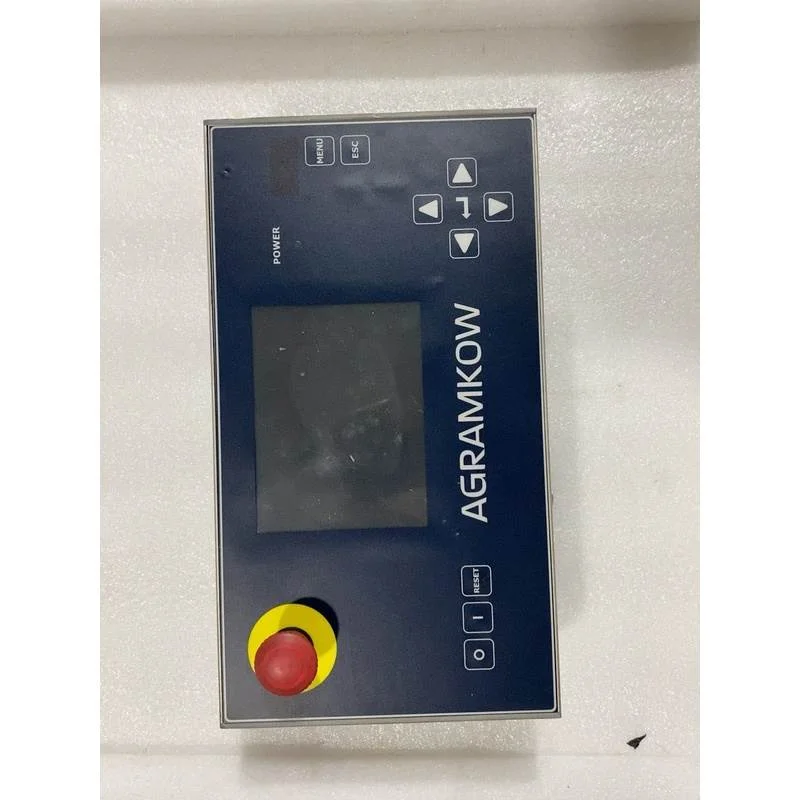 POWER
MENU
ESC
AGRAMKOW
O
I
RESET